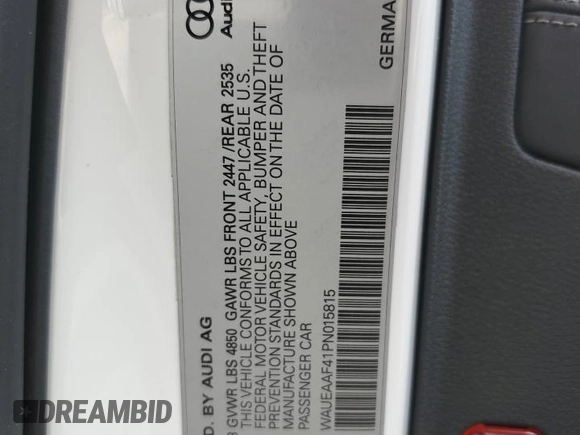 Audi
D. BY AUDI AG GERMA
GVWR LBS 4850 GAWR LBS FRONT 2447 /REAR 2535
THIS VEHICLE CONFORMS TO ALL APPLICABLE U.S.
FEDERAL MOTOR VEHICLE SAFETY, BUMPER AND THEFT
PREVENTION STANDARDS IN EFFECT ON THE DATE OF
MANUFACTURE SHOWN ABOVE
PASSENGER CAR
WAUEAAF41PN015815
DREAMBID